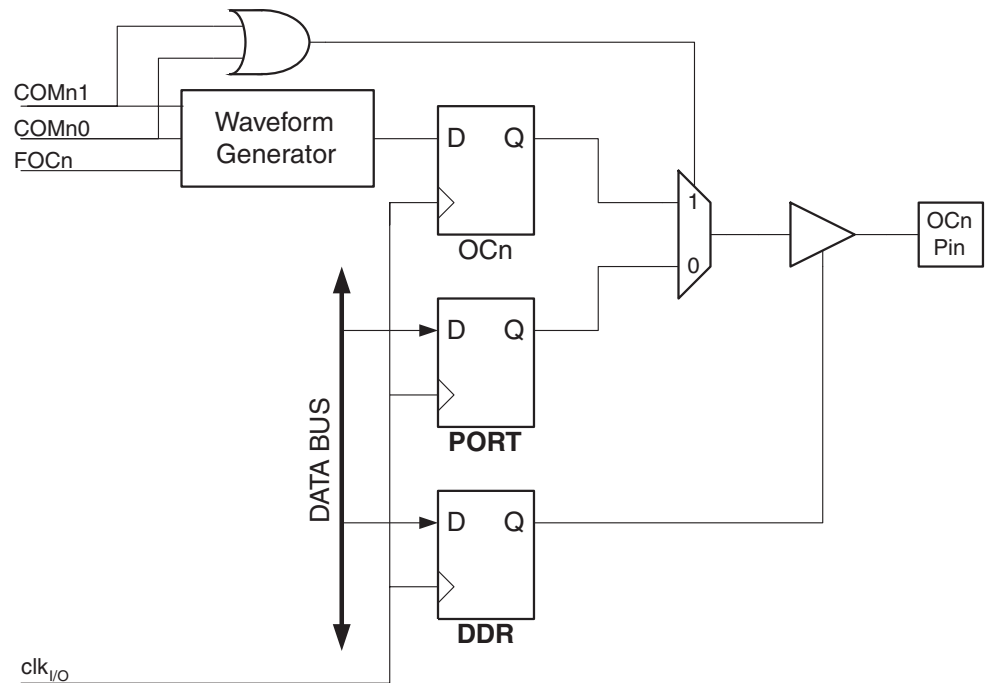 COMn1
COMn0
FOCn
Waveform
Generator
D Q
OCn
1
0
OCn
Pin
D Q
PORT
DATA BUS
D Q
DDR
clkI/O